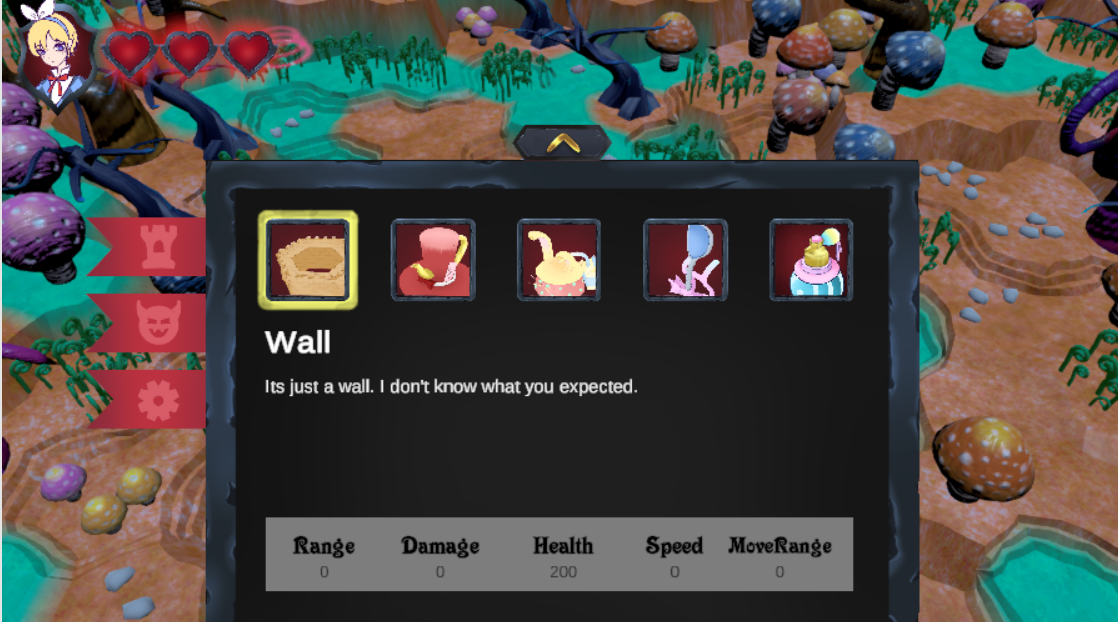 Wall
Its just a wall. I don't know what you expected.
Range Damage Health Speed MoveRange
0 0 200 0 0